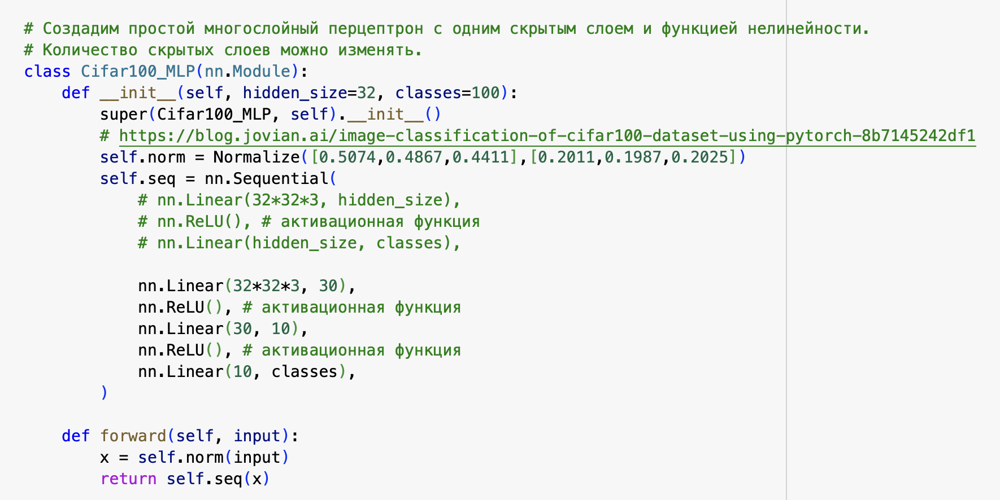 # Создадим простой многослойный перцептрон с одним скрытым слоем и функцией нелинейности.
# Количество скрытых слоев можно изменять.
class Cifar100_MLP(nn.Module):
    def __init__(self, hidden_size=32, classes=100):
        super(Cifar100_MLP, self).__init__()
        # https://blog.jovian.ai/image-classification-of-cifar100-dataset-using-pytorch-8b7145242df1
        self.norm = Normalize([0.5074,0.4867,0.4411],[0.2011,0.1987,0.2025])
        self.seq = nn.Sequential(
            # nn.Linear(32*32*3, hidden_size),
            # nn.ReLU(), # активационная функция
            # nn.Linear(hidden_size, classes),

            nn.Linear(32*32*3, 30),
            nn.ReLU(), # активационная функция
            nn.Linear(30, 10),
            nn.ReLU(), # активационная функция
            nn.Linear(10, classes),
        )

    def forward(self, input):
        x = self.norm(input)
        return self.seq(x)